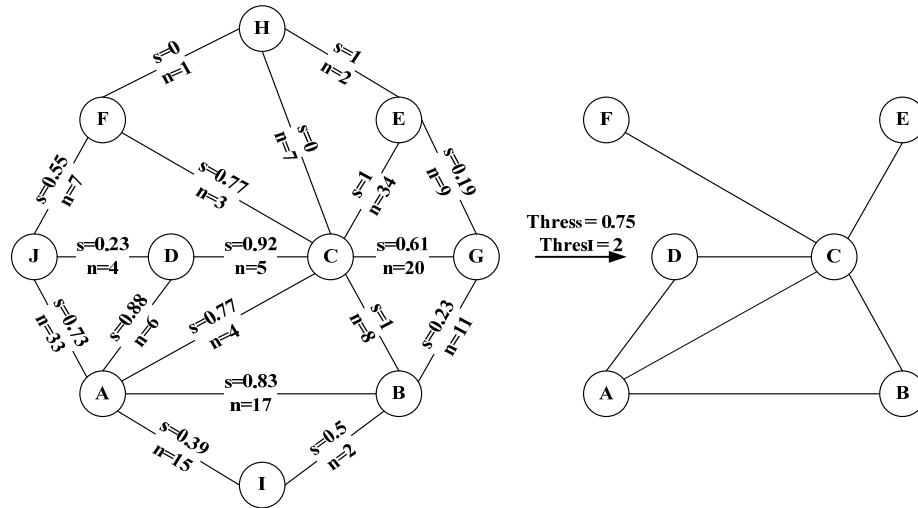 H
s=0
n=1
s=1
n=2
F
E
F
E
s=0
n=7
s=0.55
n=7
s=0.77
n=3
s=1
n=34
s=0.19
n=9
Thress = 0.75
ThresI = 2
J
s=0.23
n=4
D
s=0.92
n=5
C
s=0.61
n=20
G
D
C
s=0.73
n=33
s=0.88
n=6
s=0.77
n=4
s=1
n=8
s=0.23
n=11
A
s=0.83
n=17
B
A
B
s=0.39
n=15
s=0.5
n=2
I